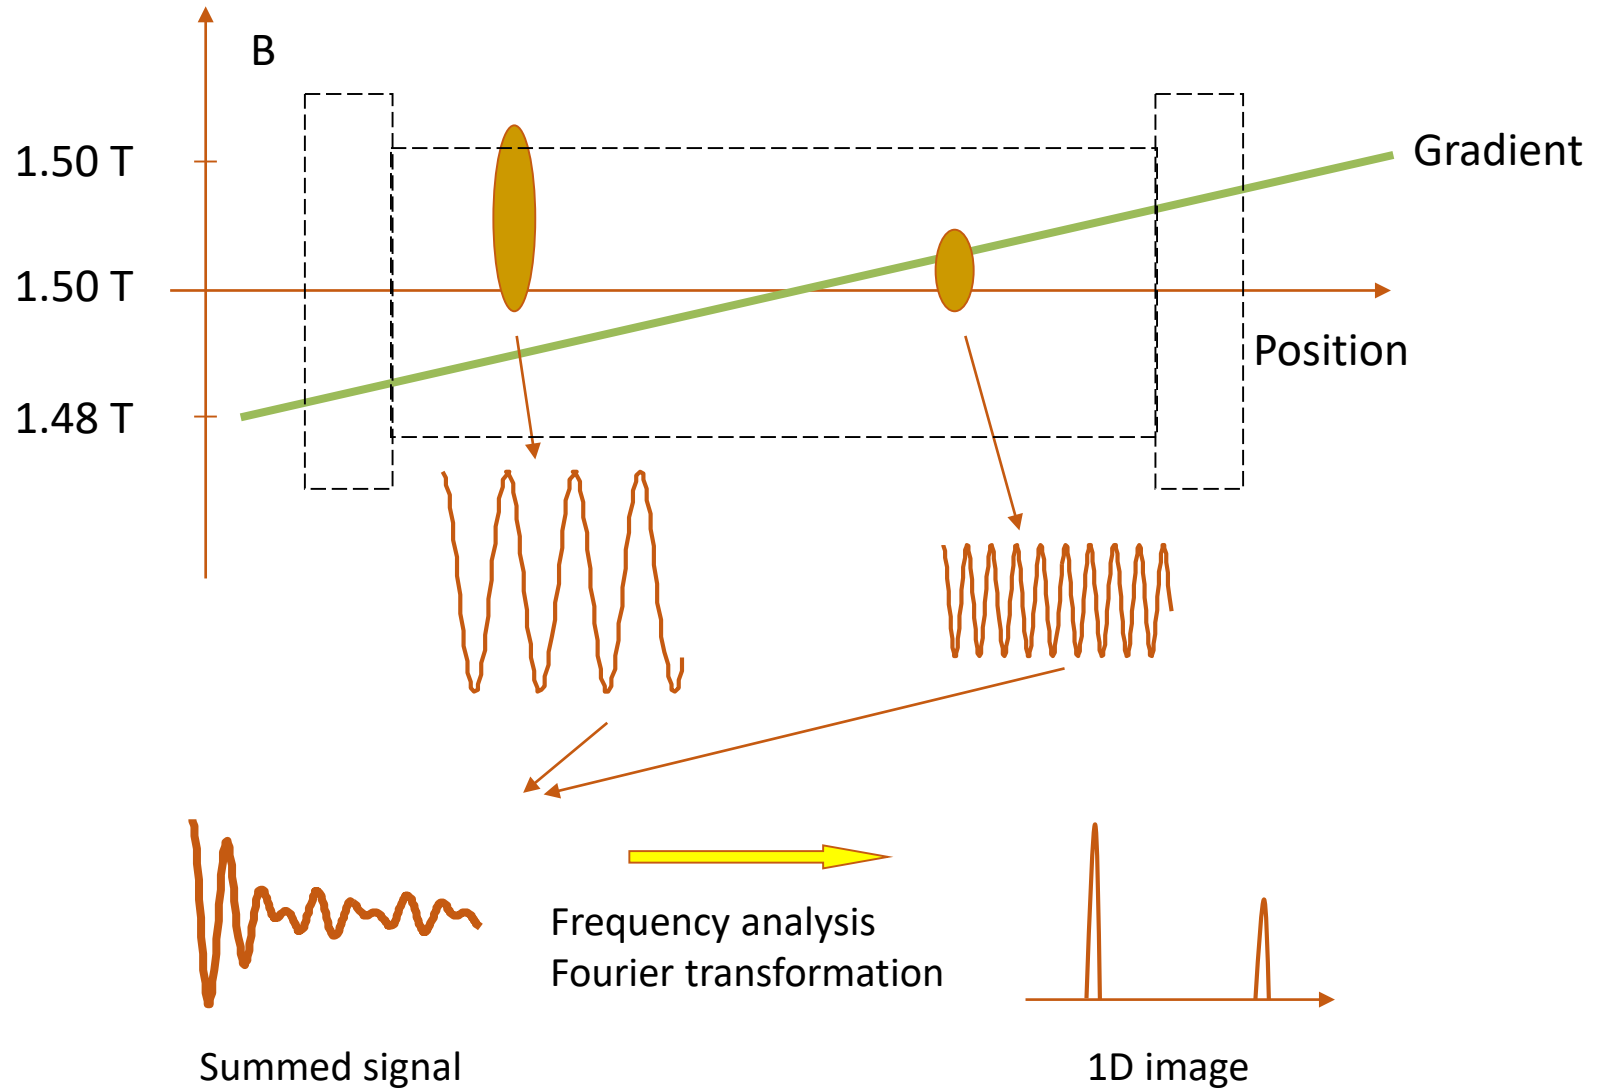 B
1.50 T
Gradient
1.50 T
Position
1.48 T
Frequency analysis
Fourier transformation
Summed signal
1D image